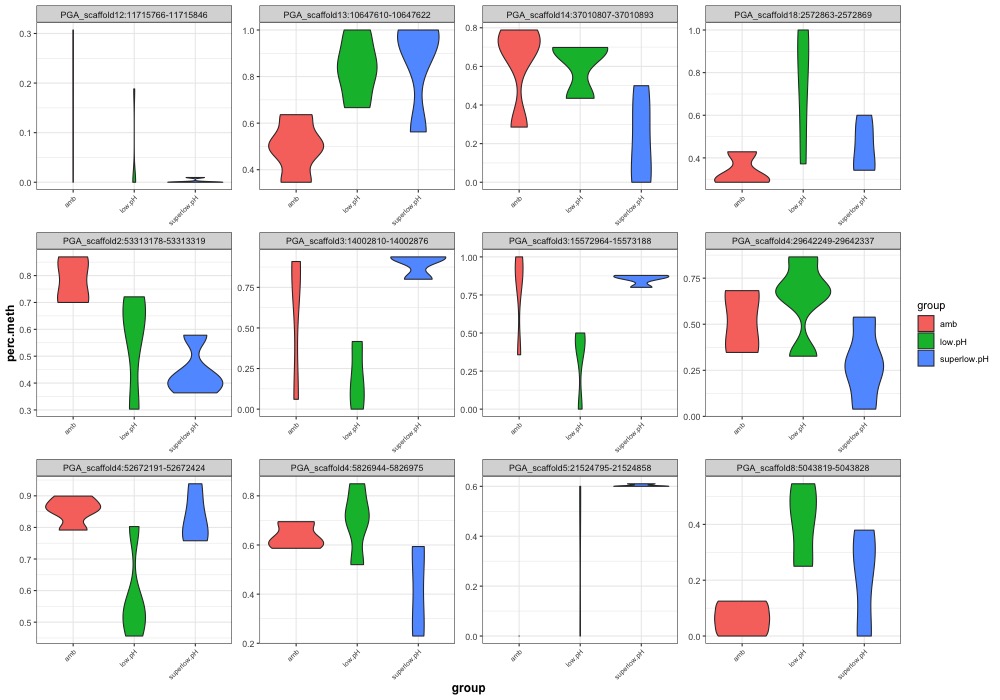 PGA_scaffold12:11715766-11715846 PGA_scaffold13:10647610-10647622 PGA_scaffold14:37010807-37010893 PGA_scaffold18:2572863-2572869
0.3 1.0 0.8 1.0
0.2 0.8 0.6 0.8
0.1 0.6 0.4 0.6
0.0 0.4 0.2 0.4
0.0
amb low.pH superlow.pH amb low.pH superlow.pH amb low.pH superlow.pH amb low.pH superlow.pH
PGA_scaffold2:53313178-53313319 PGA_scaffold3:14002810-14002876 PGA_scaffold3:15572964-15573188 PGA_scaffold4:29642249-29642337
perc.meth
0.8 0.75 1.00 0.75
0.7 0.50 0.75 0.50
0.6 0.25 0.50 0.25
0.5 0.00 0.25 0.00
0.4 0.00
0.3
amb low.pH superlow.pH amb low.pH superlow.pH amb low.pH superlow.pH amb low.pH superlow.pH
group
amb
low.pH
superlow.pH
PGA_scaffold4:52672191-52672424 PGA_scaffold4:5826944-5826975 PGA_scaffold5:21524795-21524858 PGA_scaffold8:5043819-5043828
0.9 0.8 0.6 0.4
0.8 0.6 0.4 0.2
0.7 0.4 0.2 0.0
0.6 0.2 0.0
0.5
amb low.pH superlow.pH amb low.pH superlow.pH amb low.pH superlow.pH amb low.pH superlow.pH
group